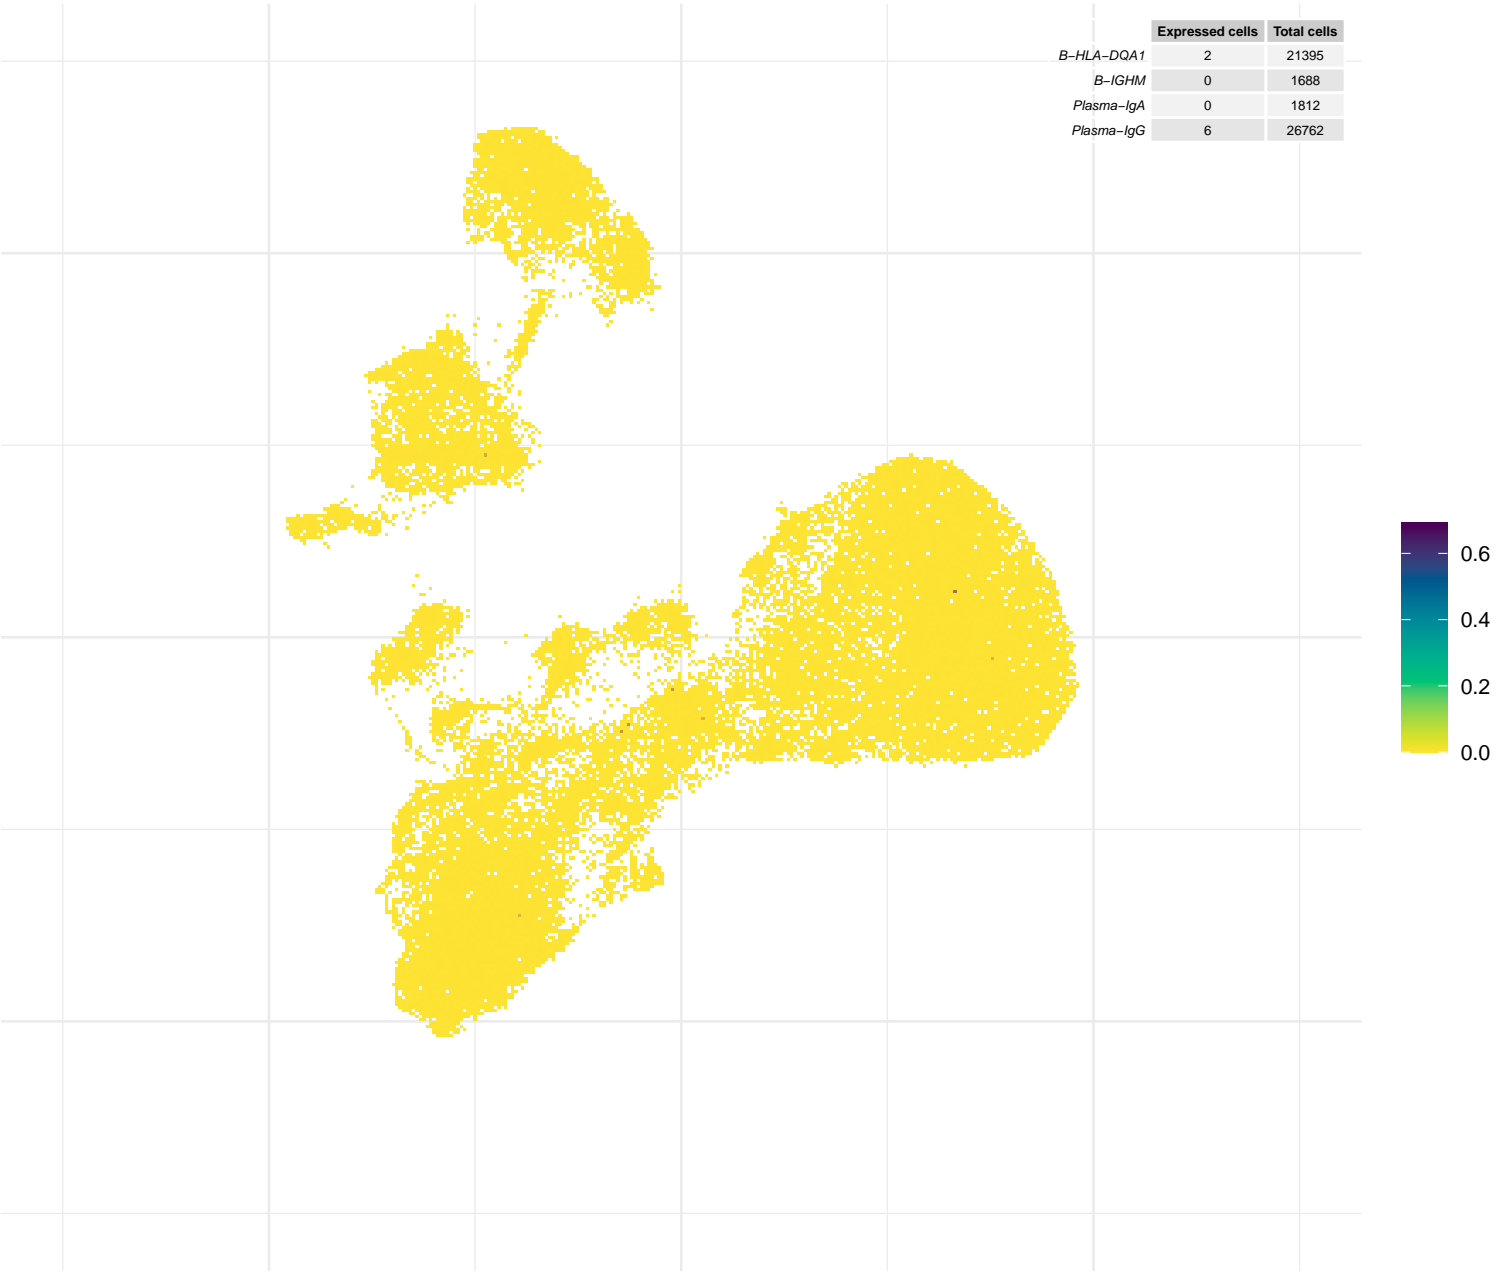 Expressed cells Total cells
B−HLA−DQA1 2 21395
B−IGHM 0 1688
Plasma−IgA 0 1812
Plasma−IgG 6 26762
0.6
0.4
0.2
0.0